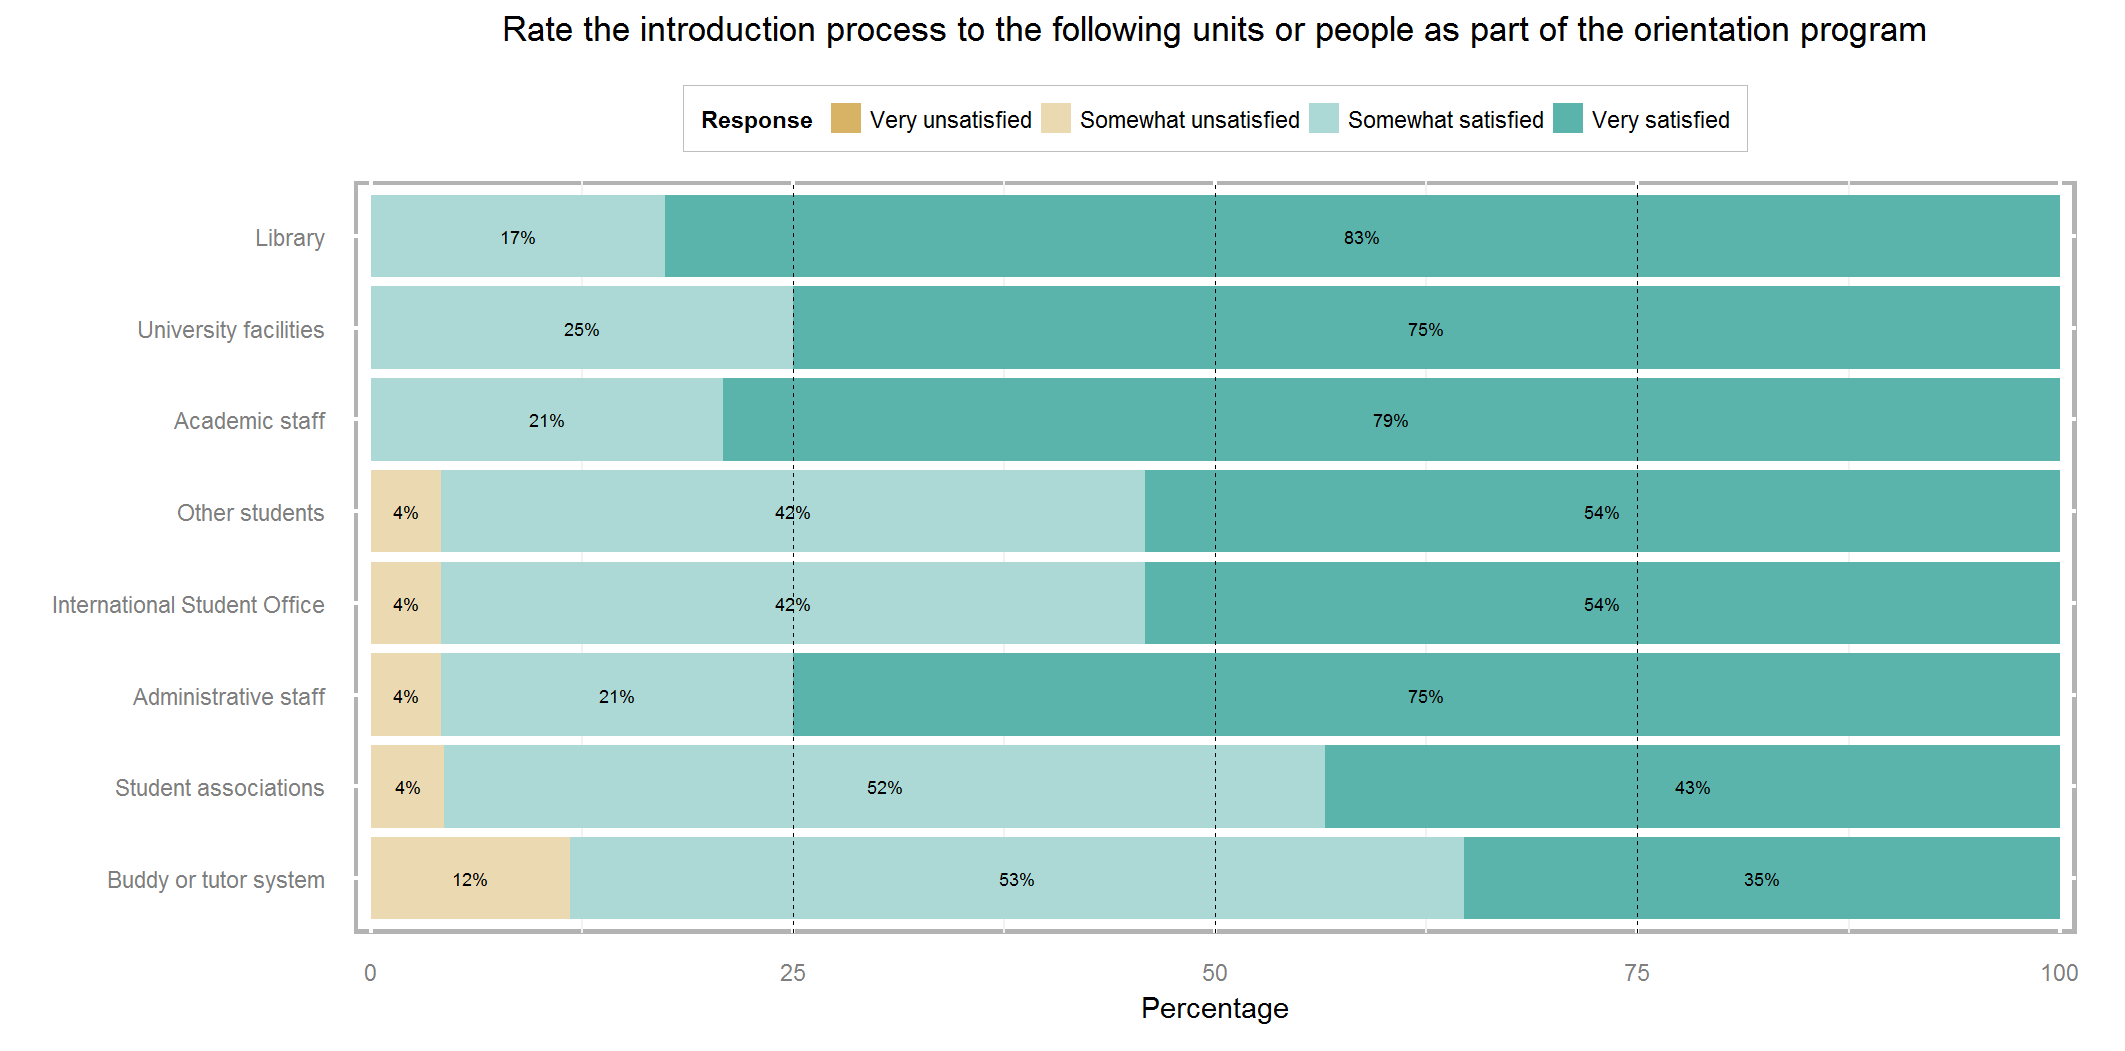 Rate the introduction process to the following units or people as part of the orientation program
Response Very unsatisfied Somewhat unsatisfied Somewhat satisfied Very satisfied
Library 17% 83%
University facilities 25% 75%
Academic staff 21% 79%
Other students 4% 42% 54%
International Student Office 4% 42% 54%
Administrative staff 4% 21% 75%
Student associations 4% 52% 43%
Buddy or tutor system 12% 53% 35%
0 25 50 75 100
Percentage